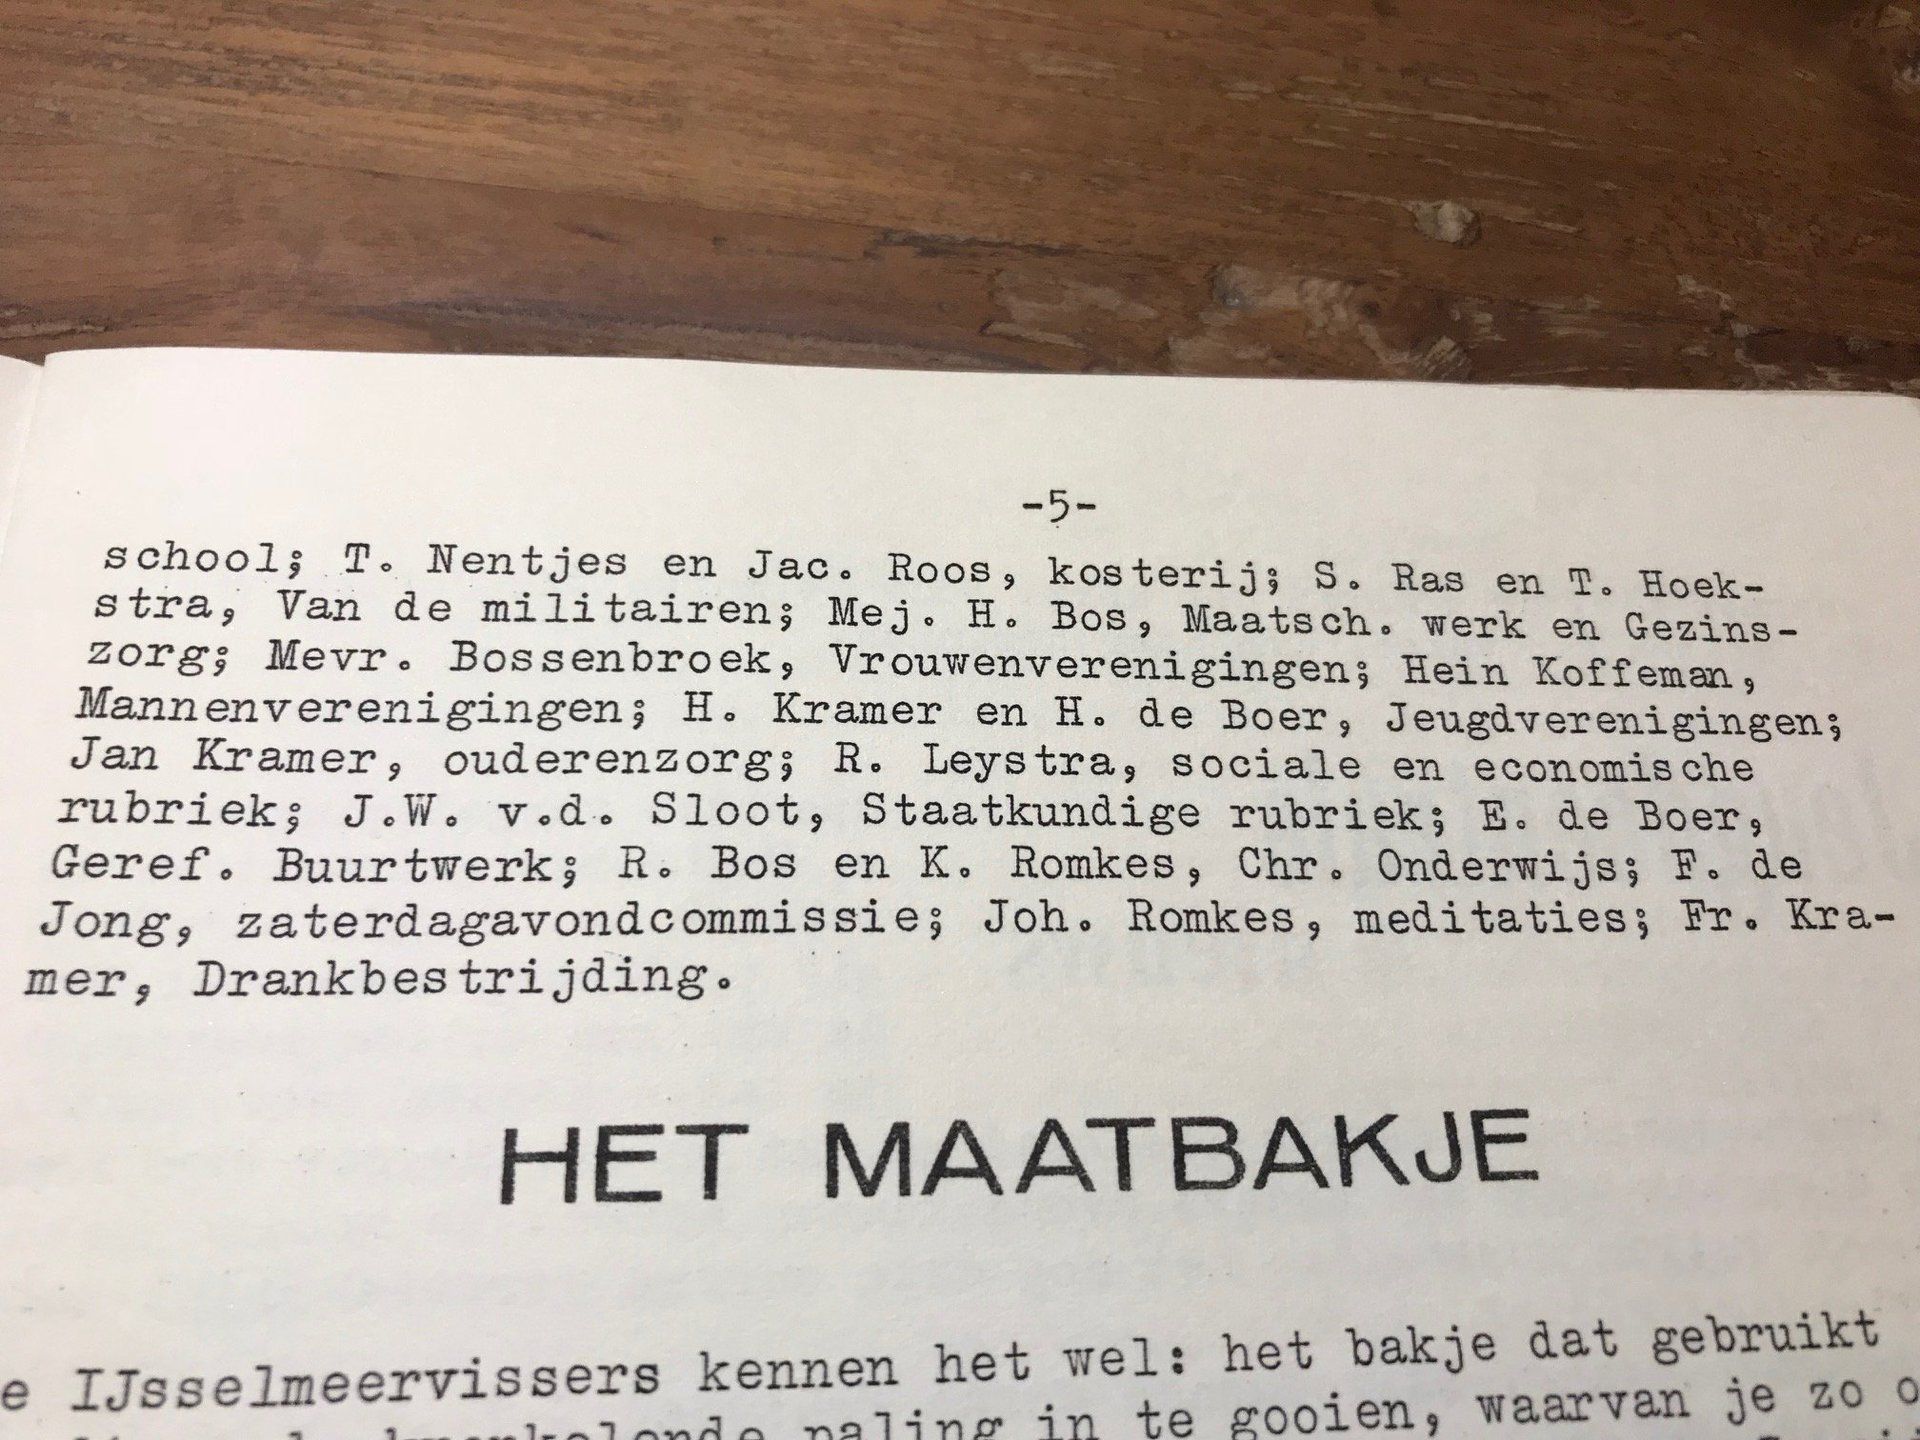 -5-
school; T. Nentjes en Jac. Roos, kosterij; S. Ras en T. Hoek-
stra, Van de militairen; Mej. H. Bos, Maatsch. werk en Gezins-
zorg; Mevr. Bossenbroek, Vrouwenverenigingen; Hein Koffeman,
Mannenverenigingen; H. Kramer en H. de Boer, Jeugdverenigingen;
Jan Kramer, ouderenzorg; R. Leystra, sociale en economische
rubriek; J.W. v.d. Sloot, Staatkundige rubriek; E. de Boer,
Geref. Buurtwerk; R. Bos en K. Romkes, Chr. Onderwijs; F. de
Jong, zaterdagavondcommissie; Joh. Romkes, meditaties; Fr. Kra-
mer, Drankbestrijding.
HET MAATBAKJE
e IJsselmeervissers kennen het wel: het bakje dat gebruikt
paling in te gooien, waarvan je zo